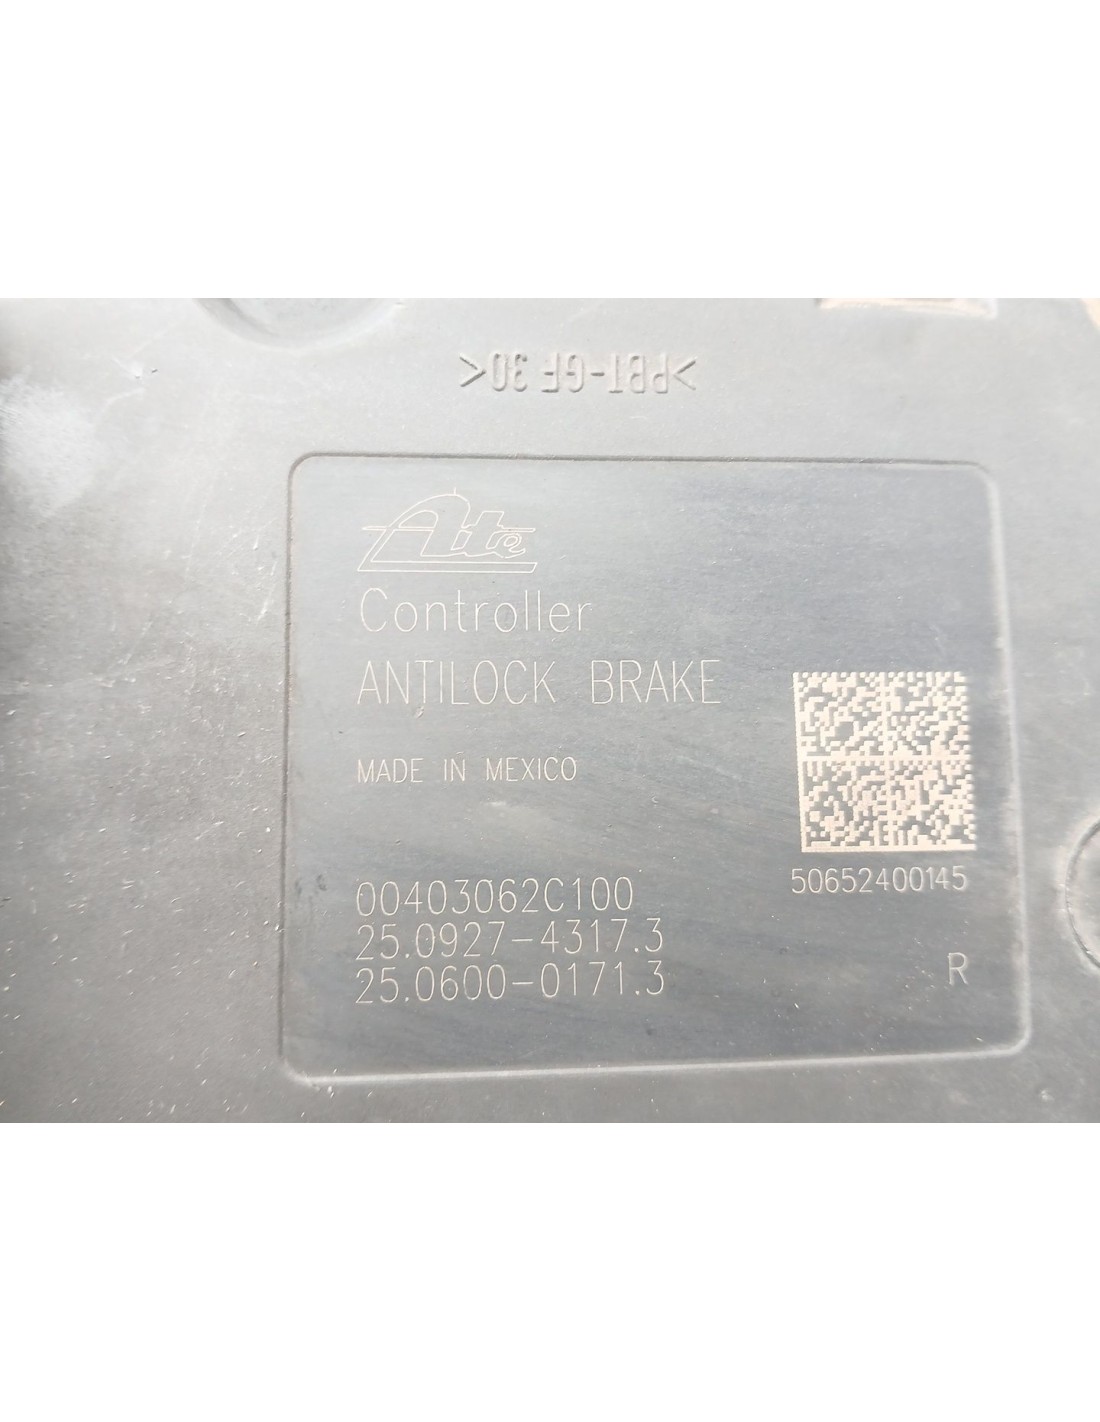 >PBT-GF 30<
Ate
Controller
ANTILOCK BRAKE
MADE IN MEXICO
50652400145
00403062C100
25.0927-4317.3
25.0600-0171.3
R